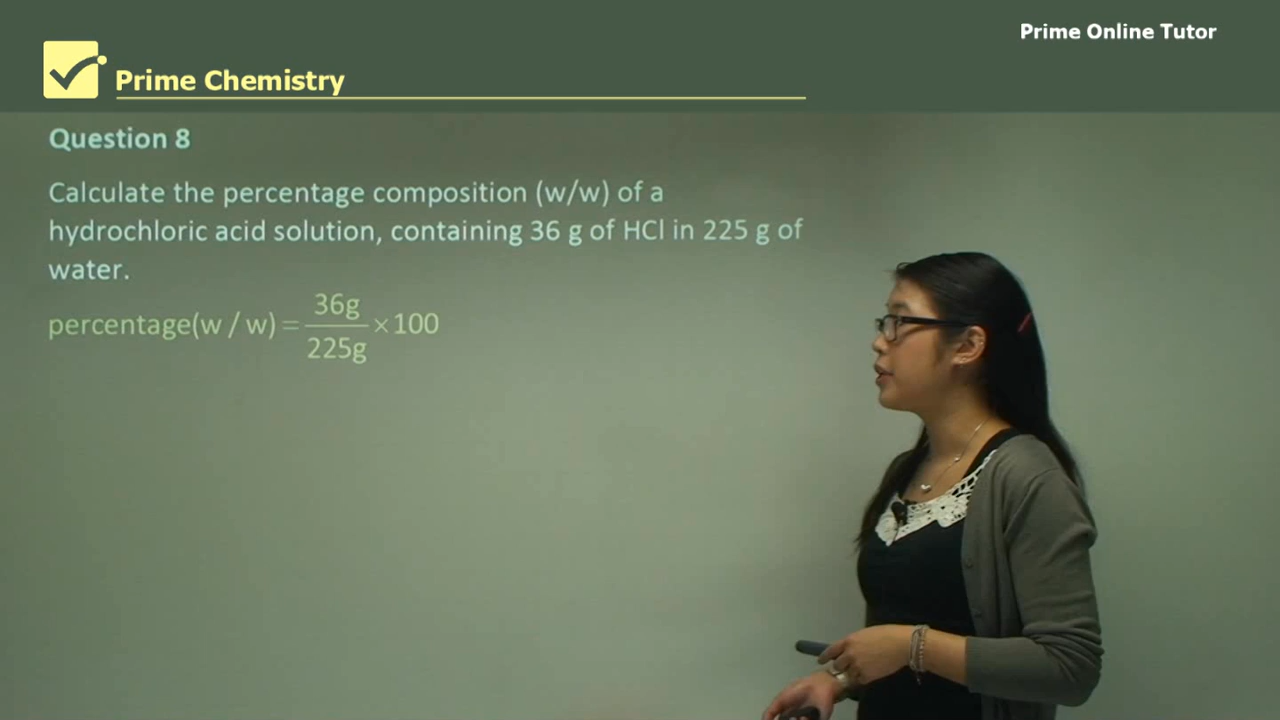 Prime Online Tutor
Prime Chemistry
Question 8
Calculate the percentage composition (w/w) of a
hydrochloric acid solution, containing 36 g of HCl in 225 g of
water.
percentage(w / w) = 36g/225g × 100